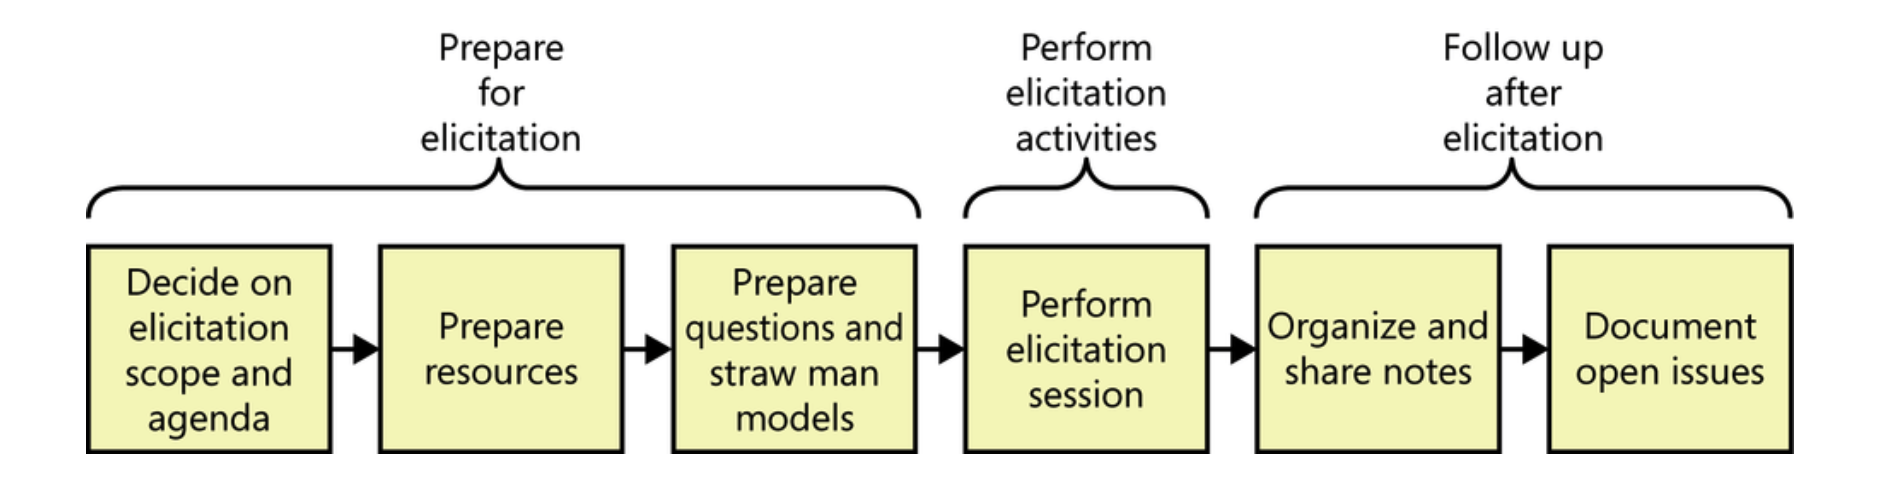 Prepare
for
elicitation
Perform
elicitation
activities
Follow up
after
elicitation
Decide on
elicitation
scope and
agenda
Prepare
resources
Prepare
questions and
straw man
models
Perform
elicitation
session
Organize and
share notes
Document
open issues